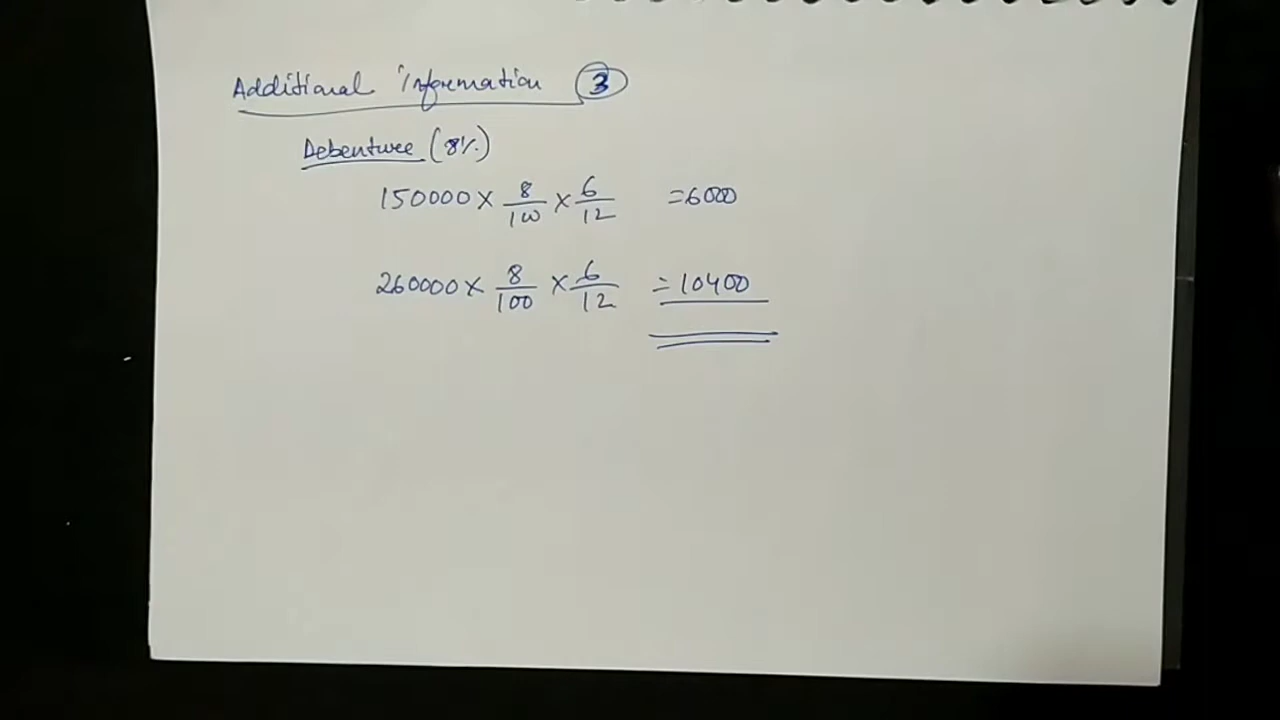 Additional Information 3
Debenture (8%)
150000 × 8/100 × 6/12 = 6000
260000 × 8/100 × 6/12 = 10400